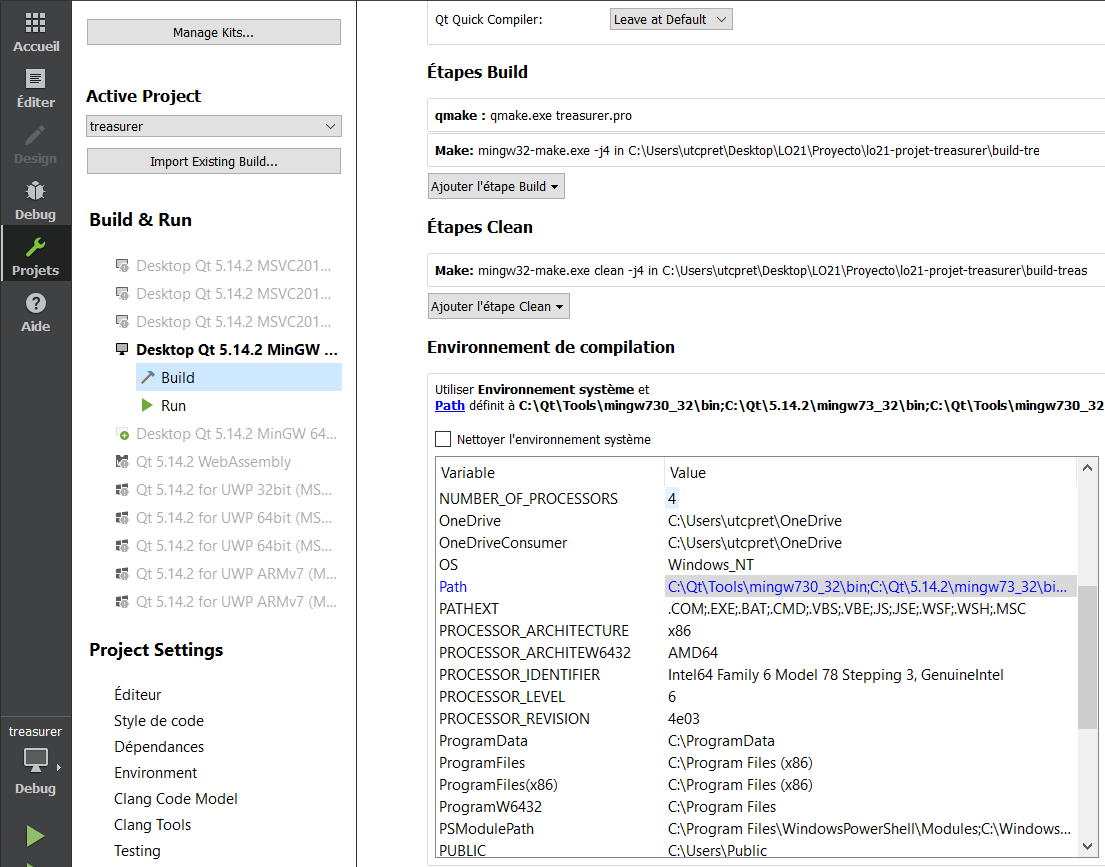 Accueil
Éditer
Design
Debug
Projets
Aide
treasurer
Debug
Manage Kits...
Active Project
treasurer
Import Existing Build...
Build & Run
Desktop Qt 5.14.2 MSVC201...
Desktop Qt 5.14.2 MSVC201...
Desktop Qt 5.14.2 MSVC201...
Desktop Qt 5.14.2 MinGW ...
Build
Run
Desktop Qt 5.14.2 MinGW 64...
Qt 5.14.2 WebAssembly
Qt 5.14.2 for UWP 32bit (MS...
Qt 5.14.2 for UWP 64bit (MS...
Qt 5.14.2 for UWP 64bit (MS...
Qt 5.14.2 for UWP ARMv7 (M...
Qt 5.14.2 for UWP ARMv7 (M...
Project Settings
Éditeur
Style de code
Dépendances
Environment
Clang Code Model
Clang Tools
Testing
Qt Quick Compiler: Leave at Default
Étapes Build
qmake : qmake.exe treasurer.pro
Make: mingw32-make.exe -j4 in C:\Users\utcpret\Desktop\LO21\Proyecto\lo21-projet-treasurer\build-tre
Ajouter l'étape Build
Étapes Clean
Make: mingw32-make.exe clean -j4 in C:\Users\utcpret\Desktop\LO21\Proyecto\lo21-projet-treasurer\build-treas
Ajouter l'étape Clean
Environnement de compilation
Utiliser Environnement système et
Path définit à C:\Qt\Tools\mingw730_32\bin;C:\Qt\5.14.2\mingw73_32\bin;C:\Qt\Tools\mingw730_32
Nettoyer l'environnement système
Variable Value
NUMBER_OF_PROCESSORS 4
OneDrive C:\Users\utcpret\OneDrive
OneDriveConsumer C:\Users\utcpret\OneDrive
OS Windows_NT
Path C:\Qt\Tools\mingw730_32\bin;C:\Qt\5.14.2\mingw73_32\bi...
PATHEXT .COM;.EXE;.BAT;.CMD;.VBS;.VBE;JS;JSE;.WSF;.WSH;.MSC
PROCESSOR_ARCHITECTURE x86
PROCESSOR_ARCHITEW6432 AMD64
PROCESSOR_IDENTIFIER Intel64 Family 6 Model 78 Stepping 3, GenuineIntel
PROCESSOR_LEVEL 6
PROCESSOR_REVISION 4e03
ProgramData C:\ProgramData
ProgramFiles C:\Program Files (x86)
ProgramFiles(x86) C:\Program Files (x86)
ProgramW6432 C:\Program Files
PSModulePath C:\Program Files\WindowsPowerShell\Modules;C:\Windows...
PUBLIC C:\Users\Public